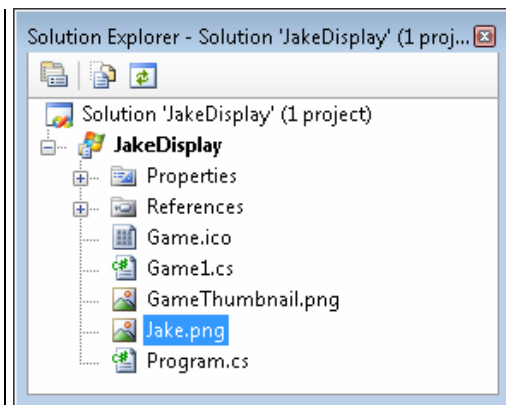 Solution Explorer - Solution 'JakeDisplay' (1 proj...
Solution 'JakeDisplay' (1 project)
JakeDisplay
Properties
References
Game.ico
Game1.cs
GameThumbnail.png
Jake.png
Program.cs